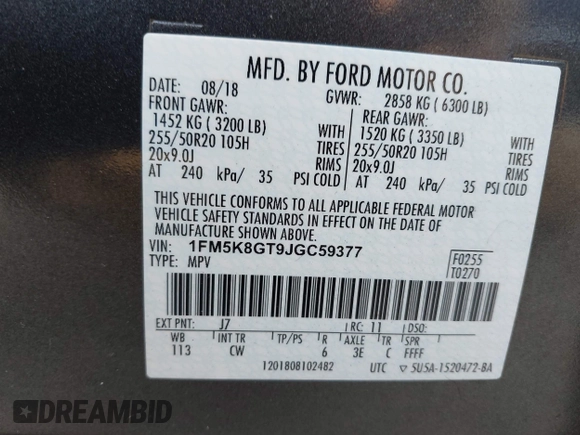 MFD. BY FORD MOTOR CO.
DATE: 08/18 GVWR: 2858 KG ( 6300 LB)
FRONT GAWR: REAR GAWR:
1452 KG ( 3200 LB) WITH 1520 KG ( 3350 LB) WITH
255/50R20 105H TIRES 255/50R20 105H TIRES
20x9.0J RIMS 20x9.0J RIMS
AT 240 kPa/ 35 PSI COLD AT 240 kPa/ 35 PSI COLD
THIS VEHICLE CONFORMS TO ALL APPLICABLE FEDERAL MOTOR
VEHICLE SAFETY STANDARDS IN EFFECT ON THE DATE OF
MANUFACTURE SHOWN ABOVE.
VIN: 1FM5K8GT9JGC59377 F0255
TYPE: MPV T0270
EXT PNT: J7 RC: 11 DSO:
WB INT TR TP/PS R AXLE TR SPR
113 CW 6 3E C FFFF
1201808102482 UTC ▽ 5U5A-1520472-BA
DREAMBID